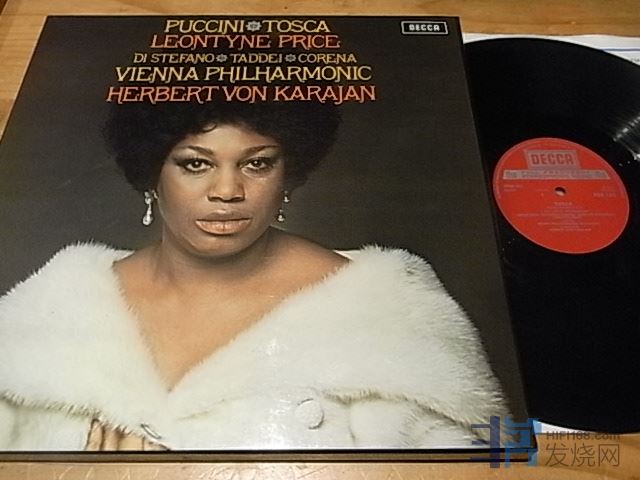 PUCCINI TOSCA
LEONTYNE PRICE
DI STEFANO TADDEI CORENA
VIENNA PHILHARMONIC
HERBERT VON KARAJAN
DECCA
DECCA
TOSCA
HIFI168.com
发烧网